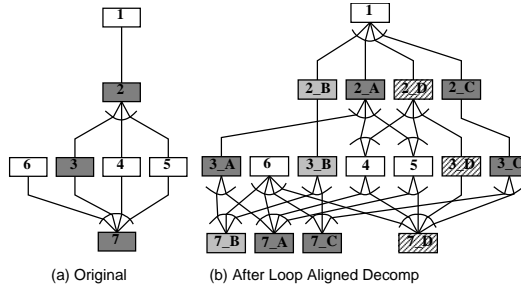 1
1
2
2_B 2_A 2_D 2_C
6 3 4 5
3_A 6 3_B 4 5 3_D 3_C
7
7_B 7_A 7_C 7_D
(a) Original
(b) After Loop Aligned Decomp